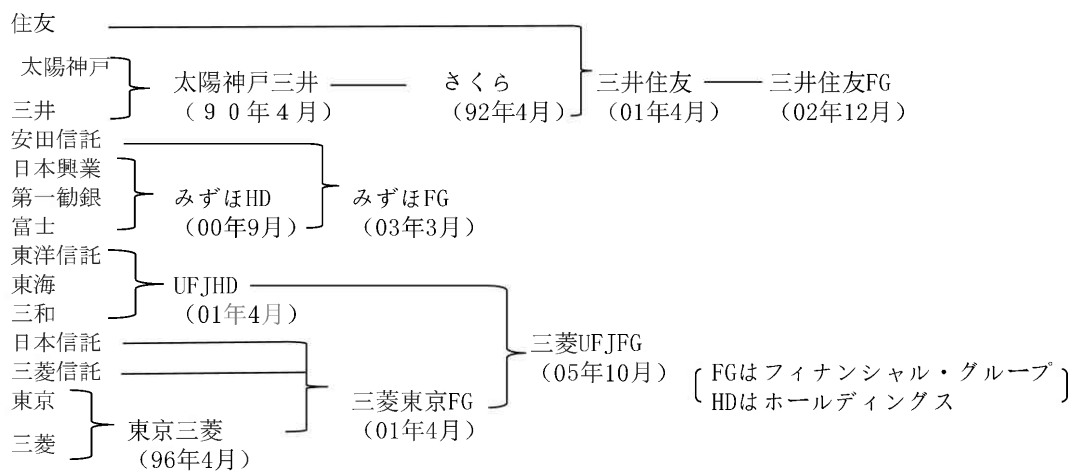 住友
太陽神戸
三井
太陽神戸三井
(９０年４月)
さくら
(92年4月)
三井住友
(01年4月)
三井住友FG
(02年12月)
安田信託
日本興業
第一勧銀
富士
みずほHD
(00年9月)
みずほFG
(03年3月)
東洋信託
東海
三和
UFJHD
(01年4月)
日本信託
三菱信託
東京
三菱
東京三菱
(96年4月)
三菱東京FG
(01年4月)
三菱UFJFG
(05年10月)
FGはフィナンシャル・グループ
HDはホールディングス